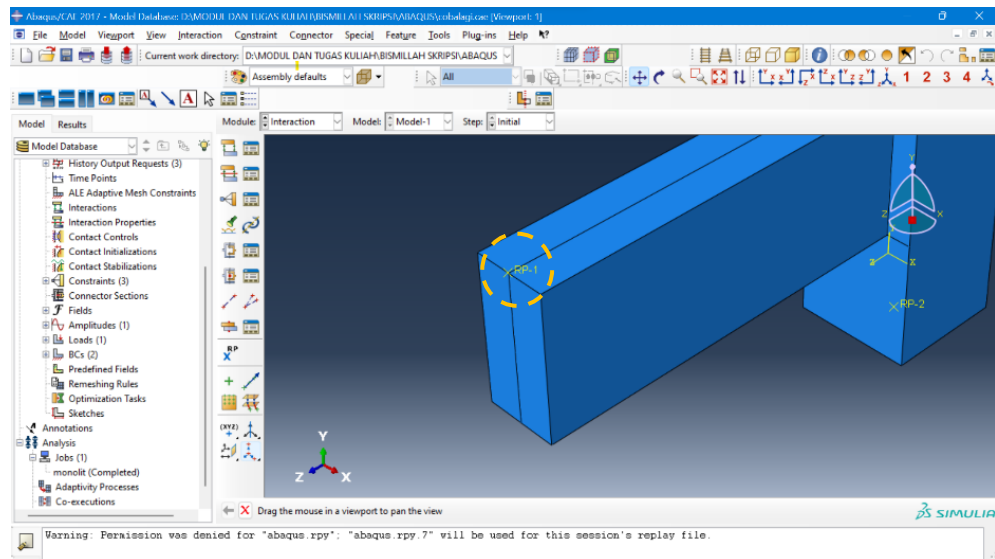 Abaqus/CAE 2017 - Model Database: D:\MODUL DAN TUGAS KULIAH\BISMILLAH SKRIPSI\ABAQUS\cobalagi.cae [Viewport: 1]
File Model Viewport View Interaction Constraint Connector Special Feature Tools Plug-ins Help
Current work directory: D:\MODUL DAN TUGAS KULIAH\BISMILLAH SKRIPSI\ABAQUS
Assembly defaults All 1 2 3 4
Model Results
Module: Interaction Model: Model-1 Step: Initial
Model Database
History Output Requests (3)
Time Points
ALE Adaptive Mesh Constraints
Interactions
Interaction Properties
Contact Controls
Contact Initializations
Contact Stabilizations
Constraints (3)
Connector Sections
Fields
Amplitudes (1)
Loads (1)
BCs (2)
Predefined Fields
Remeshing Rules
Optimization Tasks
Sketches
Annotations
Analysis
Jobs (1)
monolit (Completed)
Adaptivity Processes
Co-executions
RP
(XYZ)
RP-1
RP-2
Y
Z X
Y
Z X
Y
Z X
Drag the mouse in a viewport to pan the view
SIMULIA
Warning: Permission was denied for "abaqus.rpy"; "abaqus.rpy.7" will be used for this session's replay file.